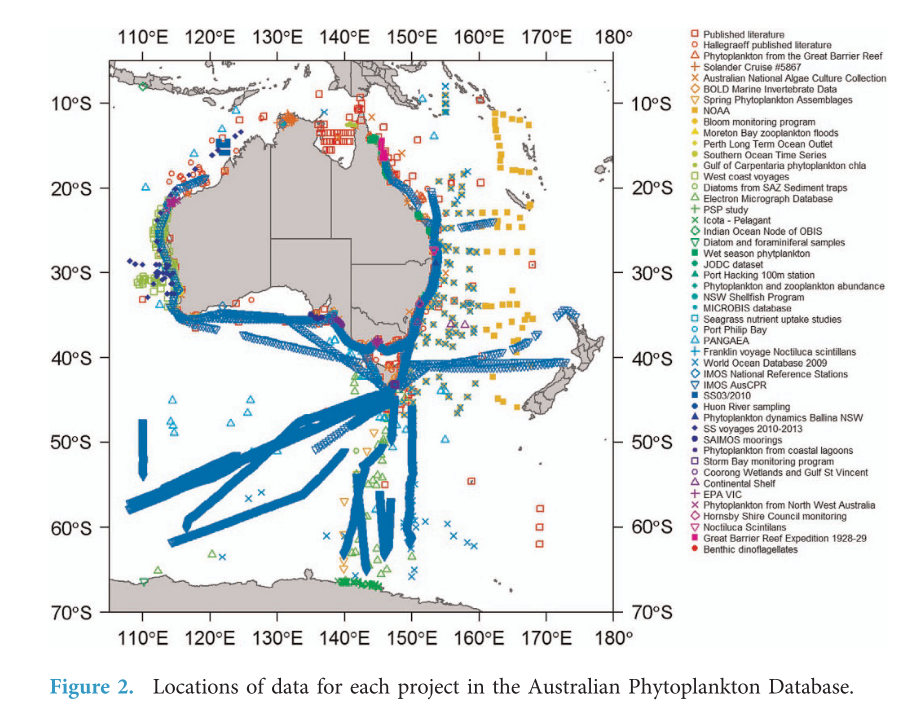 110°E 120°E 130°E 140°E 150°E 160°E 170°E 180°
10°S 10°S
20°S 20°S
30°S 30°S
40°S 40°S
50°S 50°S
60°S 60°S
70°S 70°S
110°E 120°E 130°E 140°E 150°E 160°E 170°E 180°
Published literature
Hallegraeff published literature
Phytoplankton from the Great Barrier Reef
Solander Cruise #5867
Australian National Algae Culture Collection
BOLD Marine Invertebrate Data
Spring Phytoplankton Assemblages
NOAA
Bloom monitoring program
Moreton Bay zooplankton floods
Perth Long Term Ocean Outlet
Southern Ocean Time Series
Gulf of Carpentaria phytoplankton chla
West coast voyages
Diatoms from SAZ Sediment traps
Electron Micrograph Database
PSP study
Icota - Pelagant
Indian Ocean Node of OBIS
Diatom and foraminiferal samples
Wet season phytplankton
JODC dataset
Port Hacking 100m station
Phytoplankton and zooplankton abundance
NSW Shellfish Program
MICROBIS database
Seagrass nutrient uptake studies
Port Philip Bay
PANGAEA
Franklin voyage Noctiluca scintillans
World Ocean Database 2009
IMOS National Reference Stations
IMOS AusCPR
SS03/2010
Huon River sampling
Phytoplankton dynamics Ballina NSW
SS voyages 2010-2013
SAIMOS moorings
Phytoplankton from coastal lagoons
Storm Bay monitoring program
Coorong Wetlands and Gulf St Vincent
Continental Shelf
EPA VIC
Phytoplankton from North West Australia
Hornsby Shire Council monitoring
Noctiluca Scintilans
Great Barrier Reef Expedition 1928-29
Benthic dinoflagellates
Figure 2. Locations of data for each project in the Australian Phytoplankton Database.